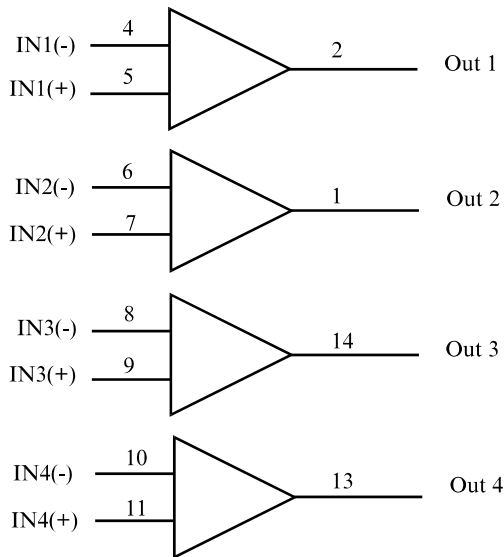 IN1(-) 4
IN1(+) 5
2 Out 1
IN2(-) 6
IN2(+) 7
1 Out 2
IN3(-) 8
IN3(+) 9
14 Out 3
IN4(-) 10
IN4(+) 11
13 Out 4